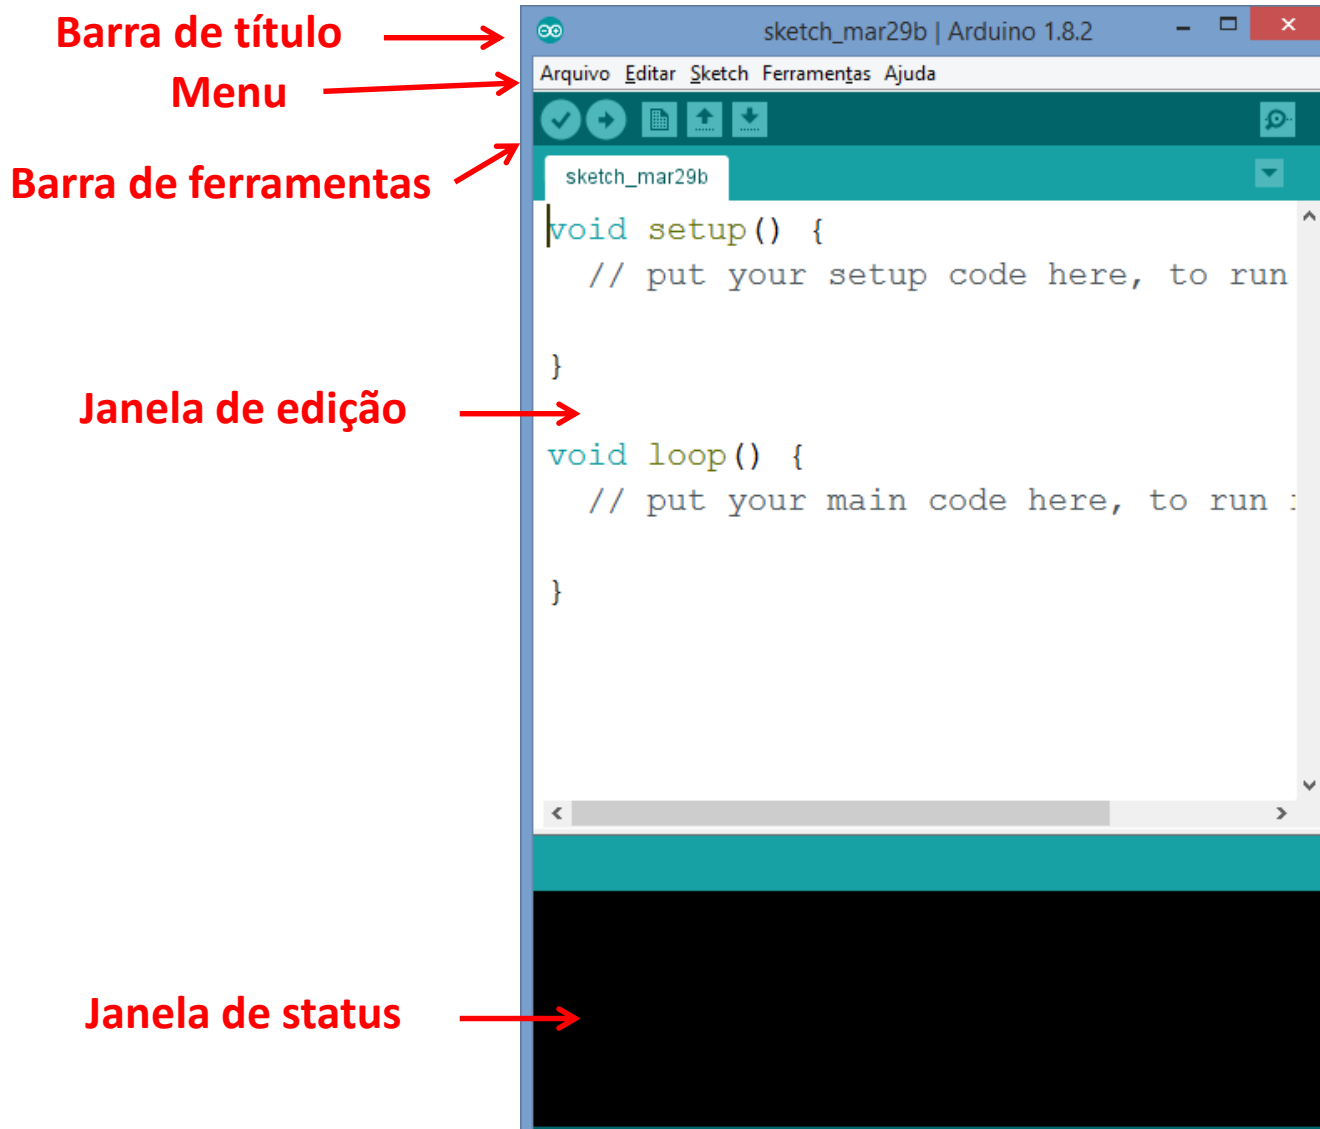 Barra de título
sketch_mar29b | Arduino 1.8.2
Menu
Arquivo Editar Sketch Ferramentas Ajuda
Barra de ferramentas
sketch_mar29b
void setup() {
// put your setup code here, to run
}
Janela de edição
void loop() {
// put your main code here, to run
}
Janela de status